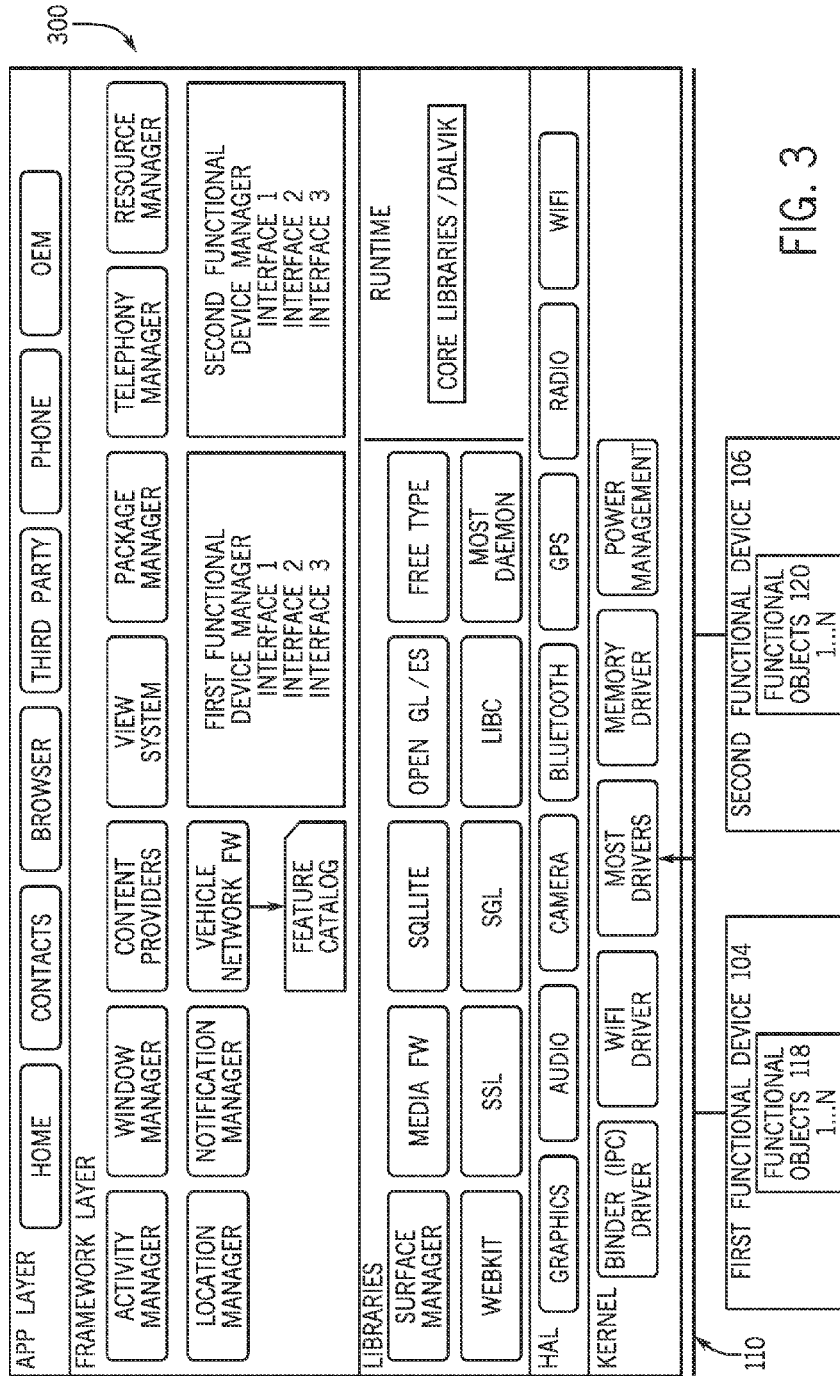 300
APP LAYER
HOME
CONTACTS
BROWSER
THIRD PARTY
PHONE
OEM
FRAMEWORK LAYER
ACTIVITY
MANAGER
WINDOW
MANAGER
CONTENT
PROVIDERS
VIEW
SYSTEM
PACKAGE
MANAGER
TELEPHONY
MANAGER
RESOURCE
MANAGER
LOCATION
MANAGER
NOTIFICATION
MANAGER
VEHICLE
NETWORK FW
FEATURE
CATALOG
FIRST FUNCTIONAL
DEVICE MANAGER
INTERFACE 1
INTERFACE 2
INTERFACE 3
SECOND FUNCTIONAL
DEVICE MANAGER
INTERFACE 1
INTERFACE 2
INTERFACE 3
LIBRARIES
SURFACE
MANAGER
MEDIA FW
SQLLITE
OPEN GL/ES
FREE TYPE
WEBKIT
SSL
SGL
LIBC
MOST
DAEMON
RUNTIME
CORE LIBRARIES/DALVIK
HAL
GRAPHICS
AUDIO
CAMERA
BLUETOOTH
GPS
RADIO
WIFI
KERNEL
BINDER (IPC)
DRIVER
WIFI
DRIVER
MOST
DRIVERS
MEMORY
DRIVER
POWER
MANAGEMENT
110
FIRST FUNCTIONAL DEVICE 104
FUNCTIONAL
OBJECTS 118
1...N
SECOND FUNCTIONAL DEVICE 106
FUNCTIONAL
OBJECTS 120
1...N
FIG. 3